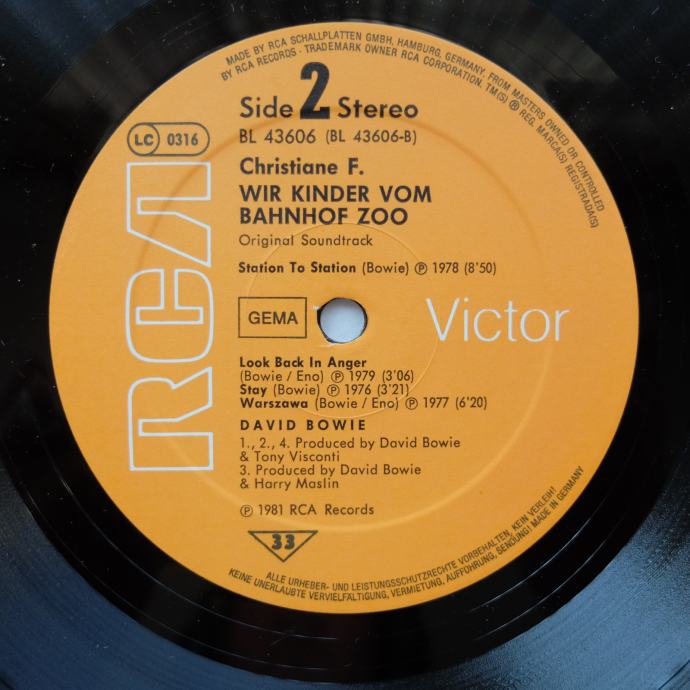 MADE BY RCA SCHALLPLATTEN GMBH, HAMBURG, GERMANY, FROM MASTERS OWNED OR CONTROLLED
BY RCA RECORDS · TRADEMARK OWNER RCA CORPORATION. TM(S) ® REG. MARCA(S) REGISTRADA(S)
Side 2 Stereo
BL 43606 (BL 43606-B)
LC 0316
Christiane F.
WIR KINDER VOM
BAHNHOF ZOO
Original Soundtrack
Station To Station (Bowie) ℗ 1978 (8'50)
RCA
GEMA
Victor
Look Back In Anger
(Bowie / Eno) ℗ 1979 (3'06)
Stay (Bowie) ℗ 1976 (3'21)
Warszawa (Bowie / Eno) ℗ 1977 (6'20)
DAVID BOWIE
1., 2., 4. Produced by David Bowie
& Tony Visconti
3. Produced by David Bowie
& Harry Maslin
℗ 1981 RCA Records
33
ALLE URHEBER- UND LEISTUNGSSCHUTZRECHTE VORBEHALTEN. KEIN VERLEIH!
KEINE UNERLAUBTE VERVIELFÄLTIGUNG, VERMIETUNG, AUFFÜHRUNG, SENDUNG! MADE IN GERMANY